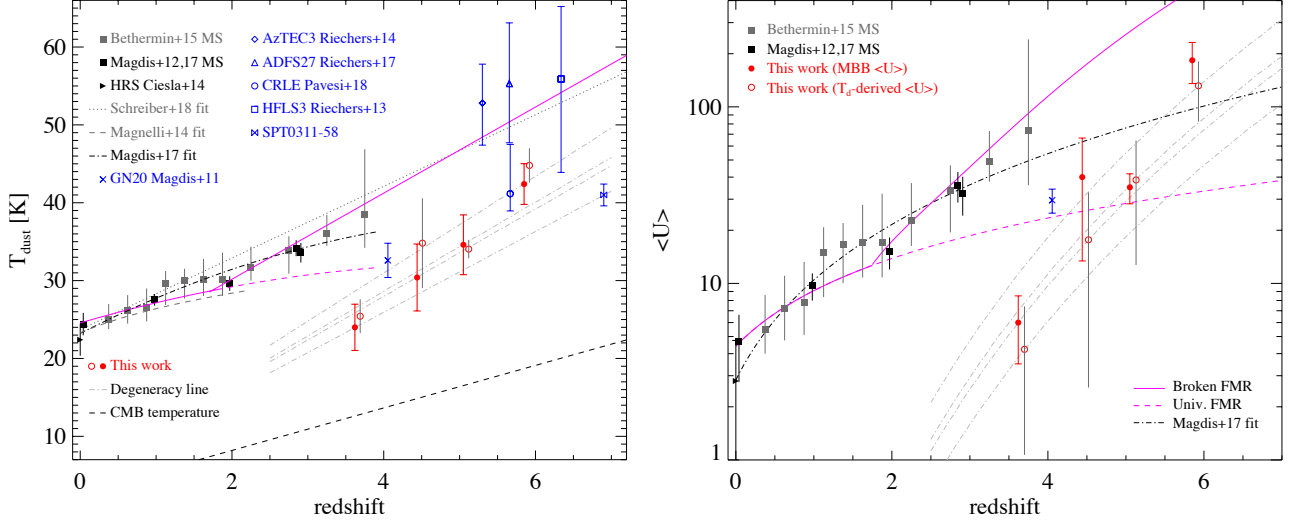 60
50
40
30
20
10
T_dust [K]
Bethermin+15 MS
Magdis+12,17 MS
HRS Ciesla+14
Schreiber+18 fit
Magnelli+14 fit
Magdis+17 fit
GN20 Magdis+11
AzTEC3 Riechers+14
ADFS27 Riechers+17
CRLE Pavesi+18
HFLS3 Riechers+13
SPT0311-58
This work
Degeneracy line
CMB temperature
0 2 4 6
redshift
100
10
1
<U>
Bethermin+15 MS
Magdis+12,17 MS
This work (MBB <U>)
This work (T_d-derived <U>)
Broken FMR
Univ. FMR
Magdis+17 fit
0 2 4 6
redshift